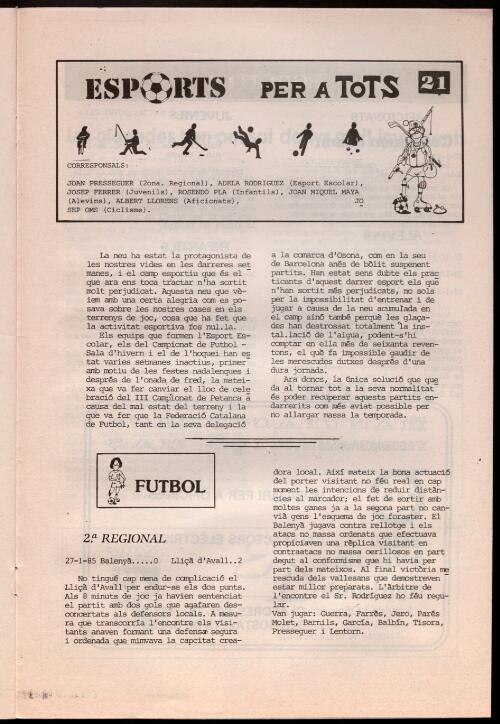 ESPORTS PER A TOTS 21
CORRESPONSALS:
JOAN PRESSEGUER (2ona. Regional), ADELA RODRIGUEZ (Esport Escolar),
JOSEP FERRER (Juvenils), ROSENDO PLA (Infantils), JOAN MIQUEL MAYA
(Alevins), ALBERT LLORENS (Aficionats), JO
SEP OMS (Ciclisme).
La neu ha estat la protagonista de
les nostres vides en les darreres set
manes, i el camp esportiu que és el
que ara ens toca tractar n'ha sortit
molt perjudicat. Aquesta neu que vè-
iem amb una certa alegria com es po-
sava sobre les nostres cases en els
terrenys de joc, cosa que ha fet que
la activitat esportiva fos nul.la.
Els equips que formen l'Esport Es-
colar, els del Campionat de Futbol -
Sala d'hivern i el de l'hoquei han es
tat varies setmanes inactius, primer
amb motiu de les festes nadalenques i
després de l'onada de fred, la matei-
xa que va fer canviar el lloc de cele
bració del III Campionat de Petanca a
causa del mal estat del terreny i la
que va fer que la Federació Catalana
de Futbol, tant en la seva delegació
a la comarca d'Osona, com en la seu
de Barcelona anés de bòlit suspenent
partits. Han estat sens dubte els prac
ticants d'aquest darrer esport els que
n'han sortit més perjudicats, no sols
per la impossibilitat d'entrenar i de
jugar a causa de la neu acumulada en
el camp sinó també perquè les glaça-
des han destrossat totalment la ins-
tal.lació de l'aigua, podent-a'hi
comptar en ella més de seixanta reven-
tons, el què fa impossible gaudir de
les merescudes dutxes després d'una
dura jornada.
Ara doncs, la única solució que que
da al tornar tot a la seva normalitat
és poder recuperar aquests partits en-
darrerits com més aviat possible per
no allargar massa la temporada.
FUTBOL
2.ª REGIONAL
27-1-85 Balenyà.....0 Lliçà d'Avall..2
No tingué cap mena de complicació el
Lliçà d'Avall per endur-se els dos punts.
Als 8 minuts de joc ja havien sentenciat
el partit amb dos gols que agafaren des-
concertats als defensors locals. A mesu-
ra que transcorría l'encontre els visi-
tants anaven formant una defensa segura
i ordenada que mimvava la capcitat crea-
dora local. Així mateix la bona actuació
del porter visitant no féu real en cap
moment les intencions de reduir distàn-
cies al marcador; el fet de sortir amb
moltes ganes ja a la segona part no can-
vià gens l'esquema de joc foraster. El
Balenyà jugava contra rellotge i els
atacs no massa ordenats que efectuava
propiciaven una rèplica visitant en
contraatacs no massa perillosos en part
degut al conformisme que hi havia per
part dels mateixos. Al final victòria me
rescuda dels vallesans que demostreven
estar millor preparats. L'àrbitre de
l'encontre el Sr. Rodríguez ho féu regu-
lar.
Van jugar: Guerra, Farrés, Jero, Parés
Molet, Barnils, García, Balbín, Tisora,
Presseguer i Lentorn.